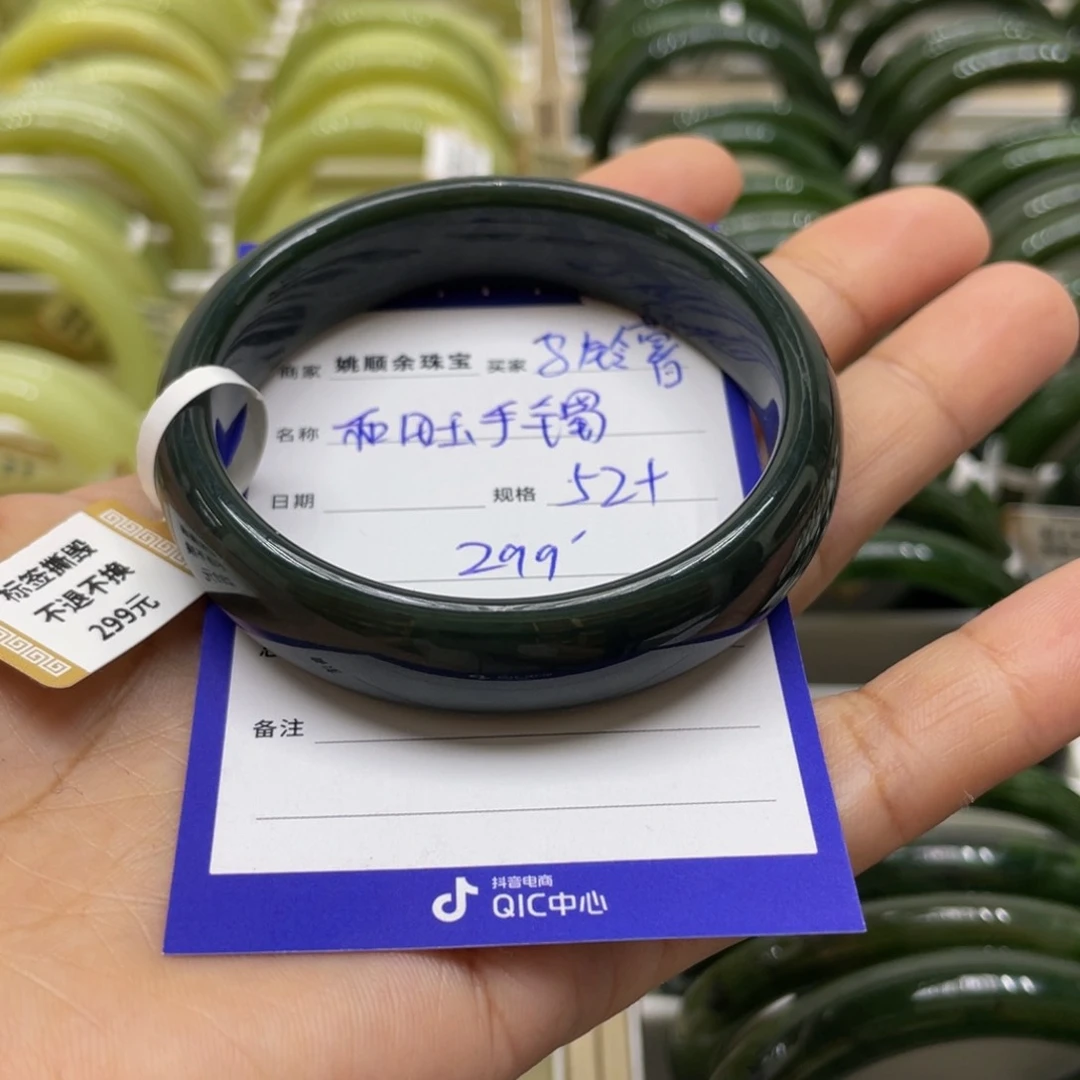 商家 姚顺余珠宝 买家
名称 和田玉手镯
日期 规格 52+
299
标签撕毁
不退不换
299元
备注
抖音电商
QIC中心